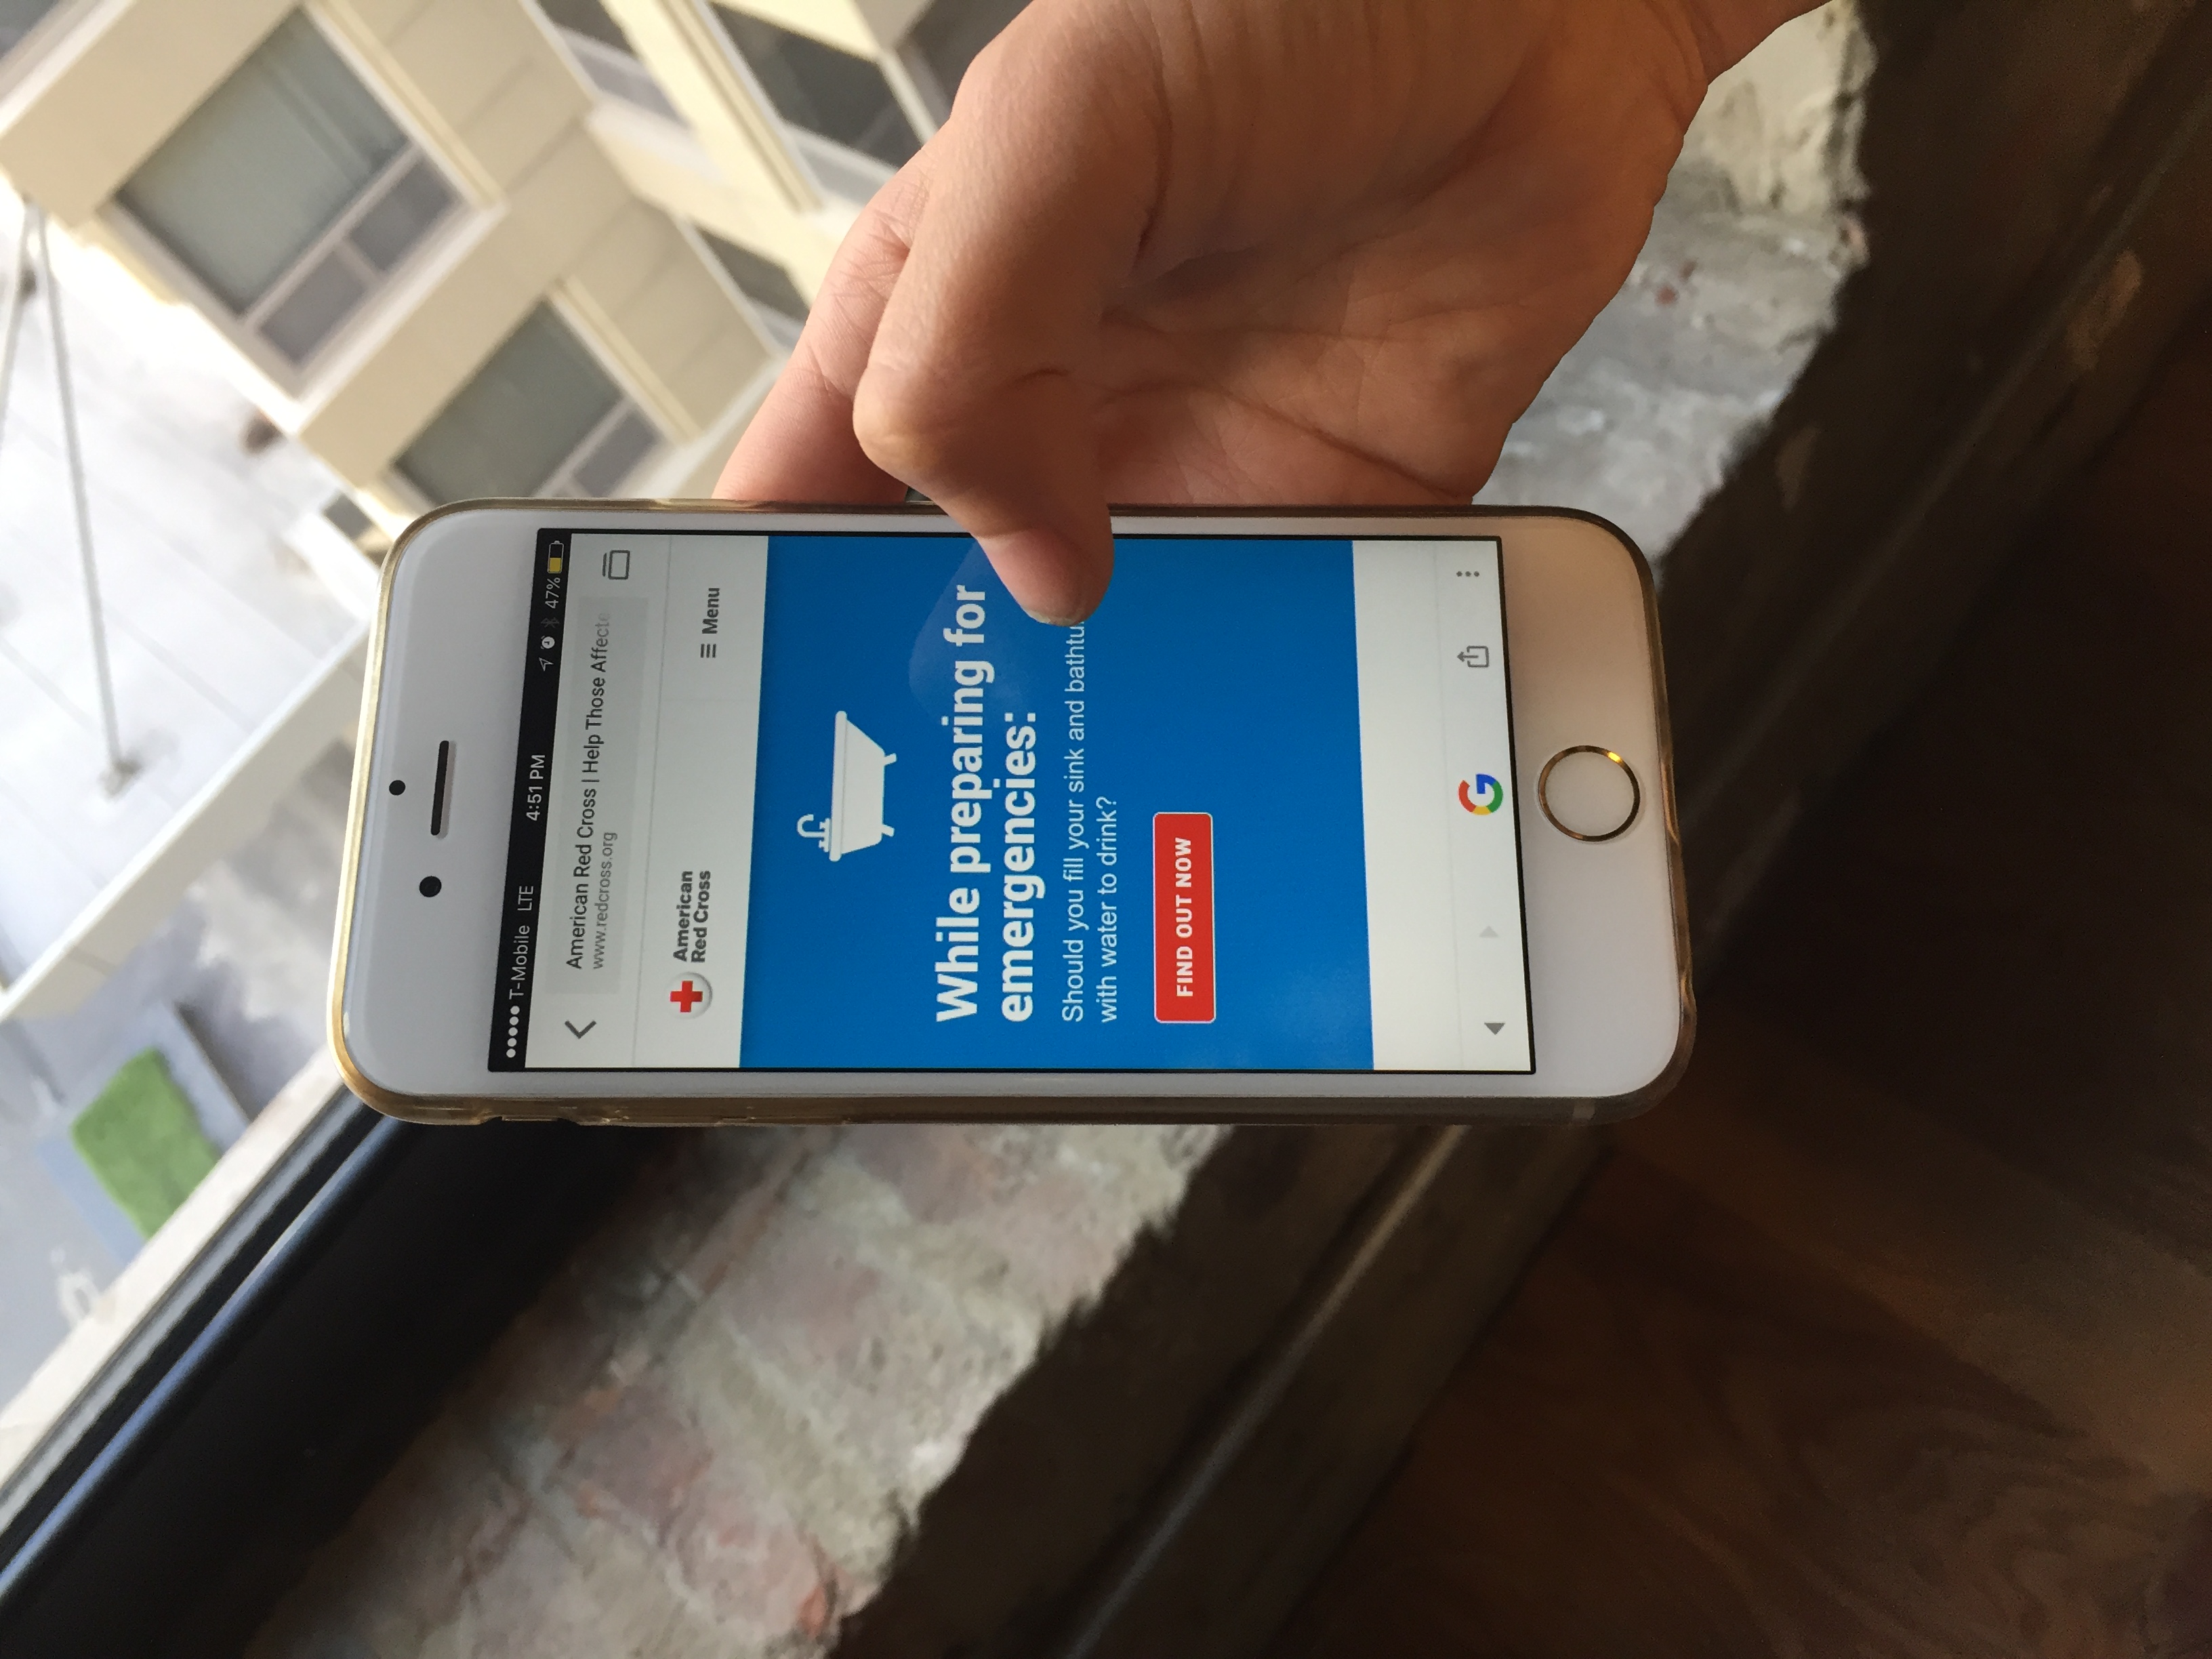 T-Mobile LTE 4:51 PM 47%
American Red Cross | Help Those Affecte
www.redcross.org
American
Red Cross
Menu
While preparing for
emergencies:
Should you fill your sink and bathtu
with water to drink?
FIND OUT NOW
G